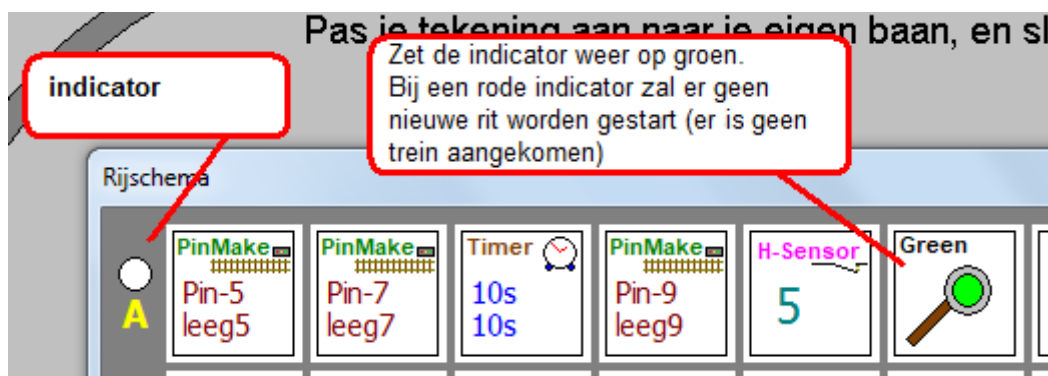 Pas je tekening aan naar je eigen baan, en sl
indicator
Zet de indicator weer op groen.
Bij een rode indicator zal er geen
nieuwe rit worden gestart (er is geen
trein aangekomen)
Rijschema
A
PinMake
Pin-5
leeg5
PinMake
Pin-7
leeg7
Timer
10s
10s
PinMake
Pin-9
leeg9
H-Sensor
5
Green